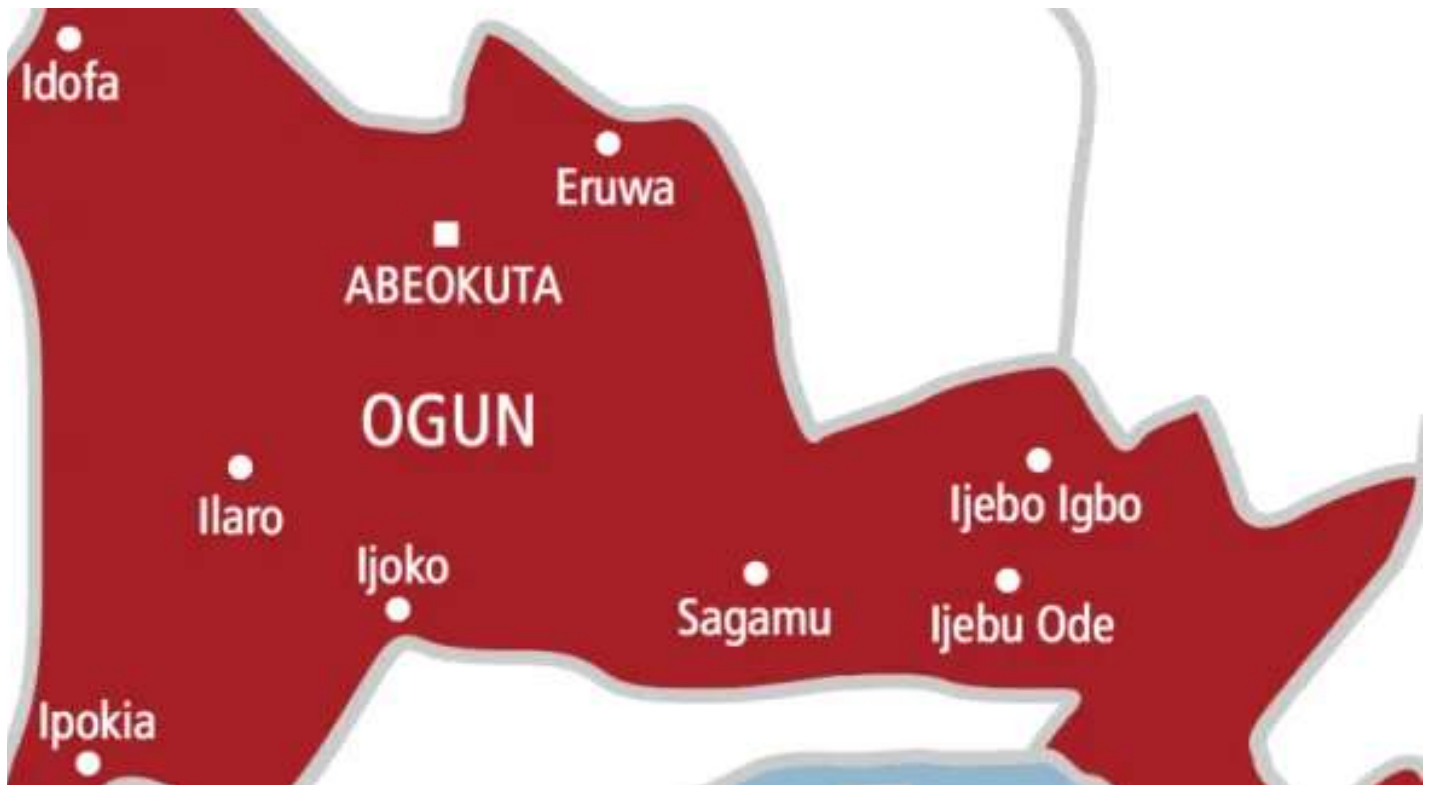 Idofa
Eruwa
ABEOKUTA
OGUN
Ilaro
Ijebo Igbo
Ijoko
Sagamu
Ijebu Ode
Ipokia